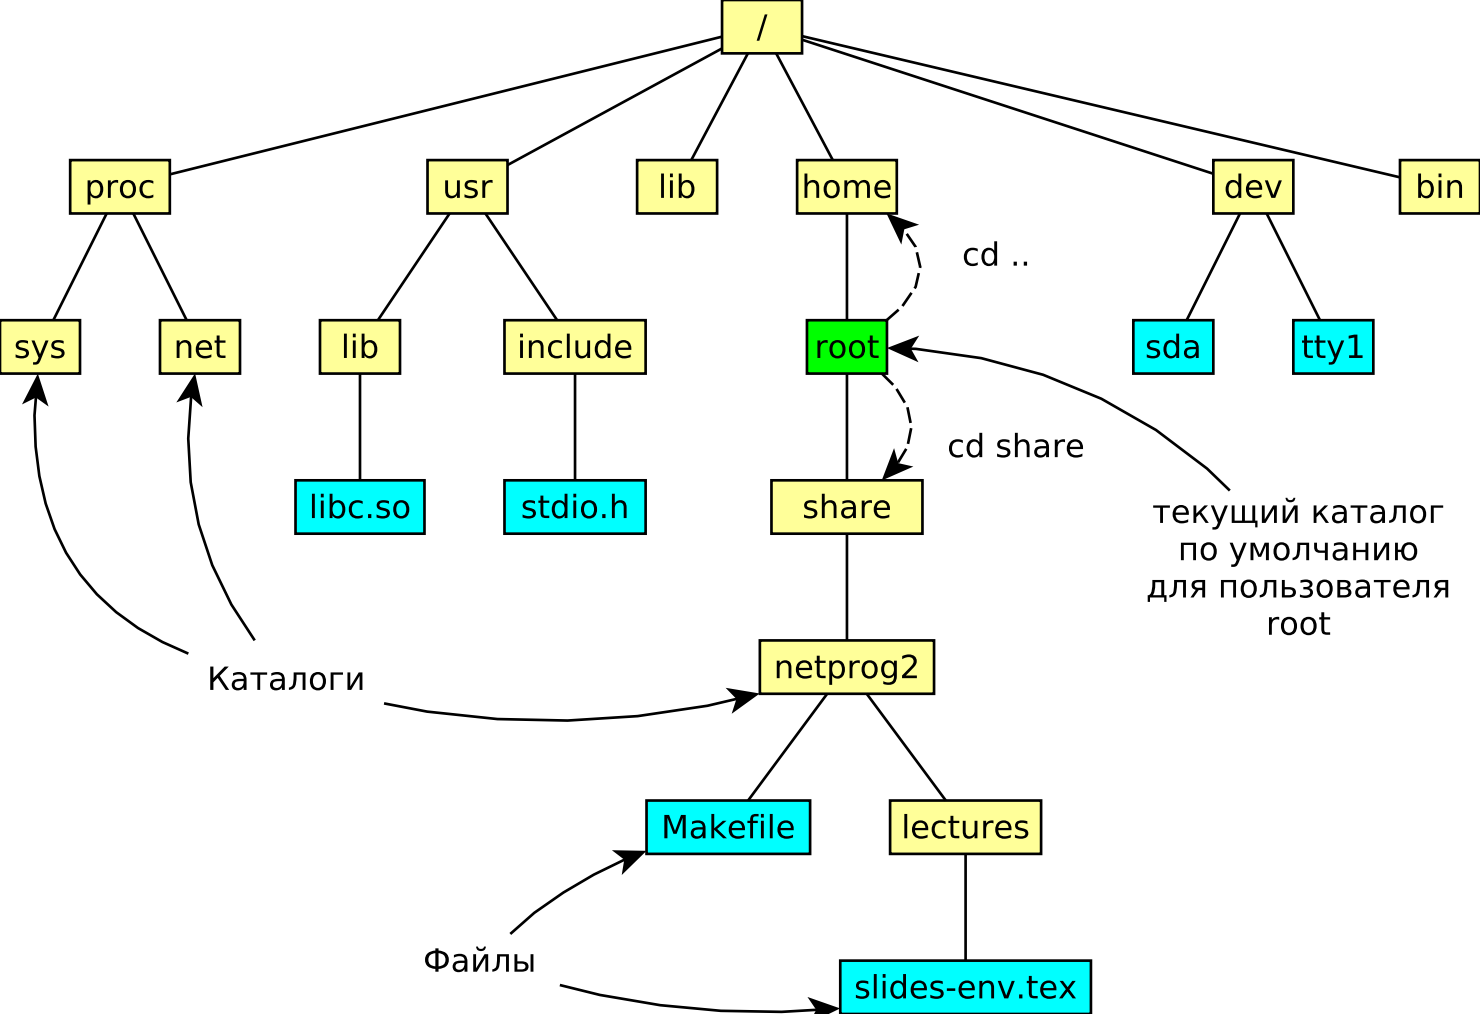 /
proc
usr
lib
home
dev
bin
cd ..
sys
net
lib
include
root
sda
tty1
cd share
libc.so
stdio.h
share
текущий каталог
по умолчанию
для пользователя
root
Каталоги
netprog2
Makefile
lectures
Файлы
slides-env.tex